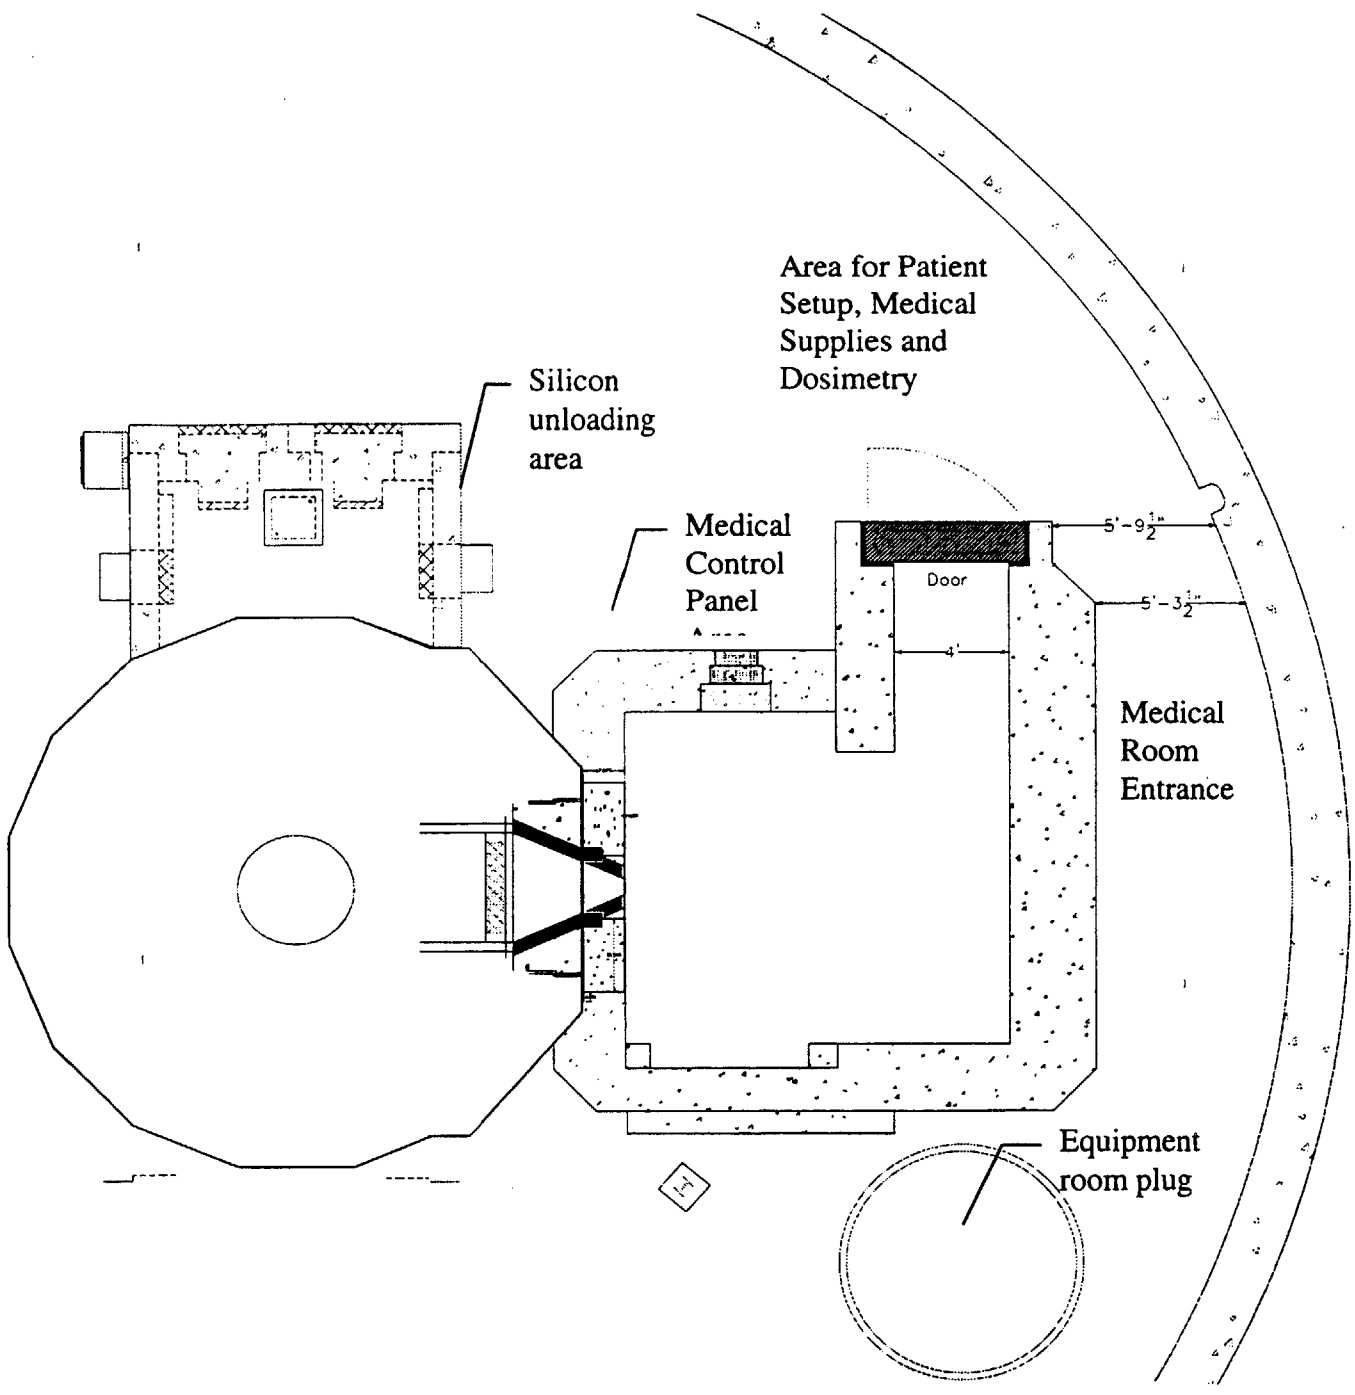 Area for Patient
Setup, Medical
Supplies and
Dosimetry
Silicon
unloading
area
Medical
Control
Panel
5'-9½"
Door
5'-3½"
4'
Medical
Room
Entrance
Equipment
room plug